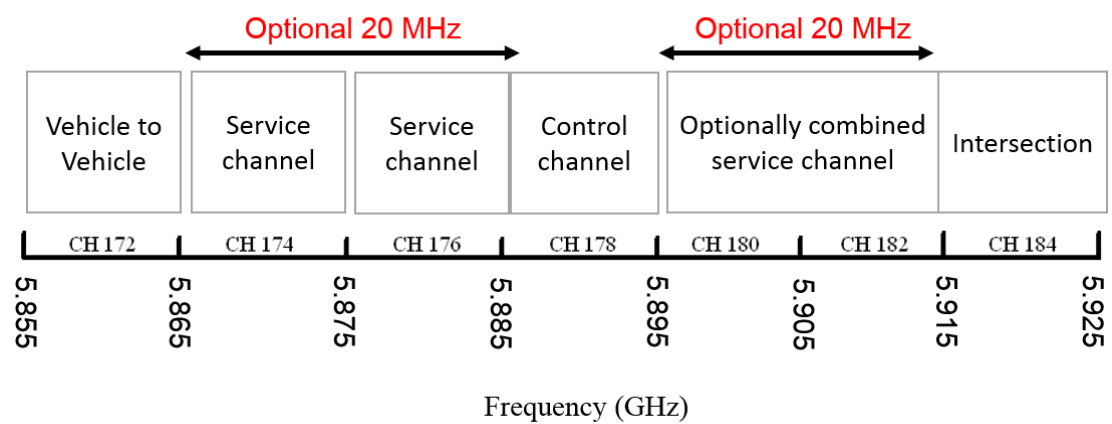 Optional 20 MHz Optional 20 MHz
Vehicle to Vehicle
Service channel
Service channel
Control channel
Optionally combined service channel
Intersection
CH 172 CH 174 CH 176 CH 178 CH 180 CH 182 CH 184
5.855 5.865 5.875 5.885 5.895 5.905 5.915 5.925
Frequency (GHz)